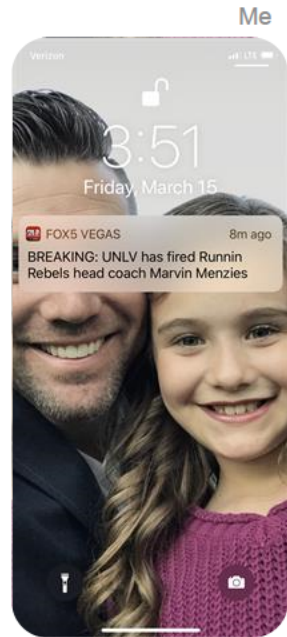 Me
Verizon
LTE
3:51
Friday, March 15
FOX5 VEGAS
8m ago
BREAKING: UNLV has fired Runnin
Rebels head coach Marvin Menzies